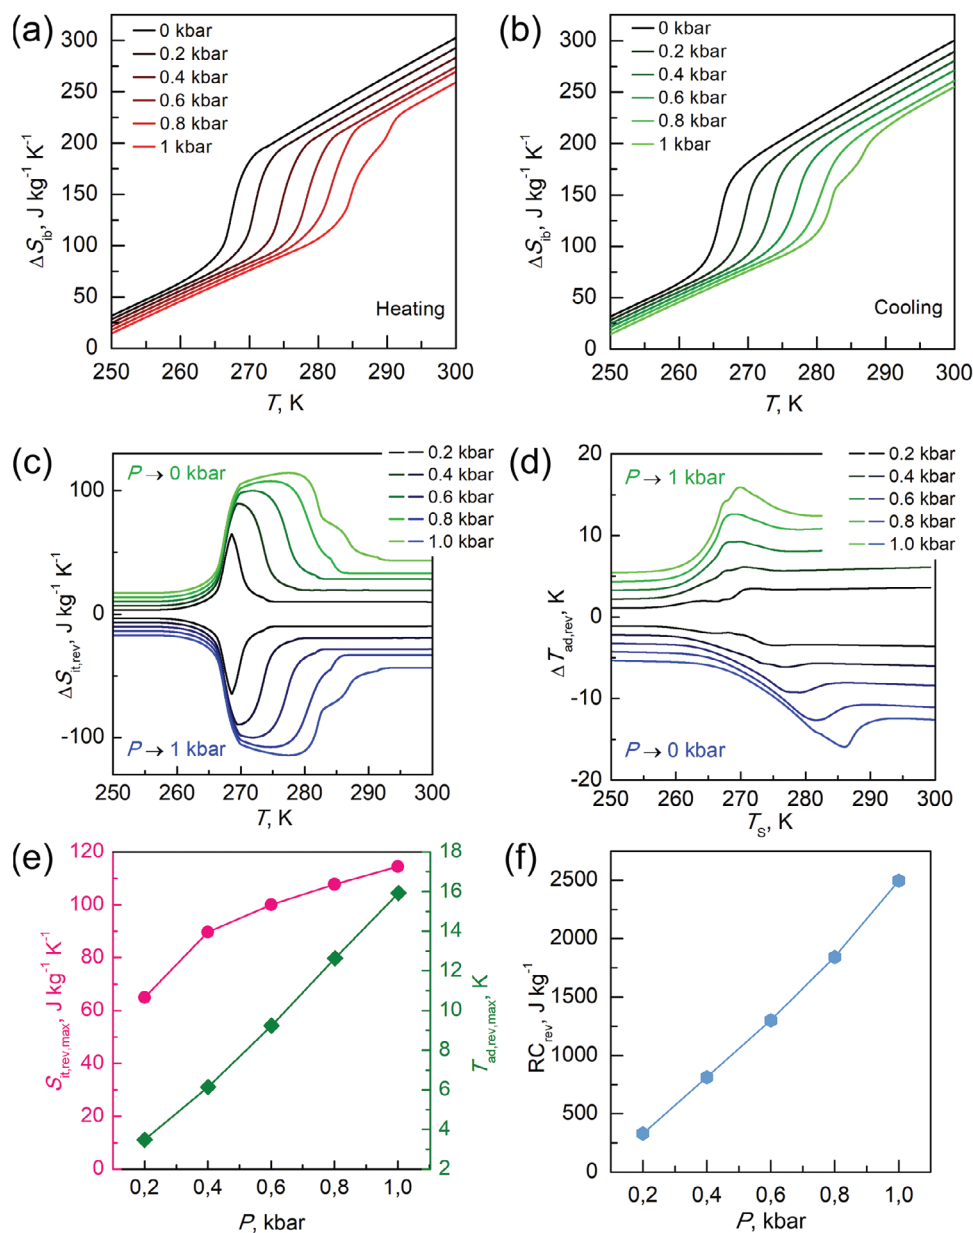 (a)
0 kbar
0.2 kbar
0.4 kbar
0.6 kbar
0.8 kbar
1 kbar
Heating
ΔS_ib, J kg⁻¹ K⁻¹
300
250
200
150
100
50
0
250 260 270 280 290 300
T, K
(b)
0 kbar
0.2 kbar
0.4 kbar
0.6 kbar
0.8 kbar
1 kbar
Cooling
ΔS_ib, J kg⁻¹ K⁻¹
300
250
200
150
100
50
0
250 260 270 280 290 300
T, K
(c)
P → 0 kbar
0.2 kbar
0.4 kbar
0.6 kbar
0.8 kbar
1.0 kbar
P → 1 kbar
ΔS_it,rev, J kg⁻¹ K⁻¹
100
0
-100
250 260 270 280 290 300
T, K
(d)
P → 1 kbar
0.2 kbar
0.4 kbar
0.6 kbar
0.8 kbar
1.0 kbar
P → 0 kbar
ΔT_ad,rev, K
20
10
0
-10
-20
250 260 270 280 290 300
T_S, K
(e)
S_it,rev,max, J kg⁻¹ K⁻¹
120
100
80
60
40
20
0
T_ad,rev,max, K
18
16
14
12
10
8
6
4
2
0,2 0,4 0,6 0,8 1,0
P, kbar
(f)
RC_rev, J kg⁻¹
2500
2000
1500
1000
500
0
0,2 0,4 0,6 0,8 1,0
P, kbar